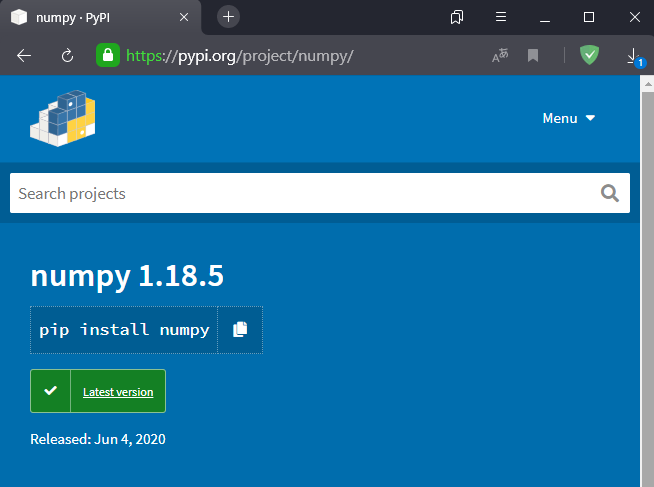 numpy · PyPI
https://pypi.org/project/numpy/
1
Menu
Search projects
numpy 1.18.5
pip install numpy
Latest version
Released: Jun 4, 2020